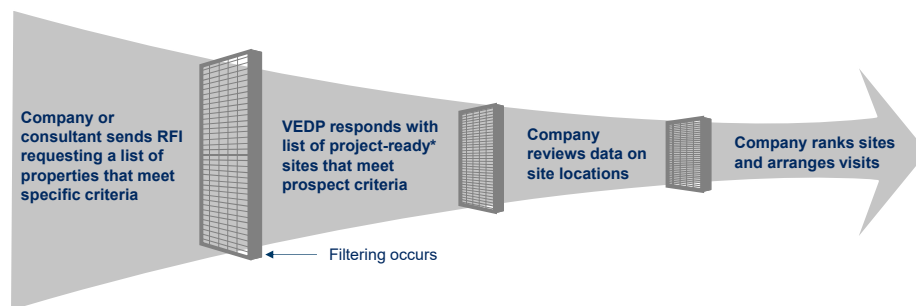 Company or
consultant sends RFI
requesting a list of
properties that meet
specific criteria
VEDP responds with
list of project-ready*
sites that meet
prospect criteria
Company
reviews data on
site locations
Company ranks sites
and arranges visits
Filtering occurs